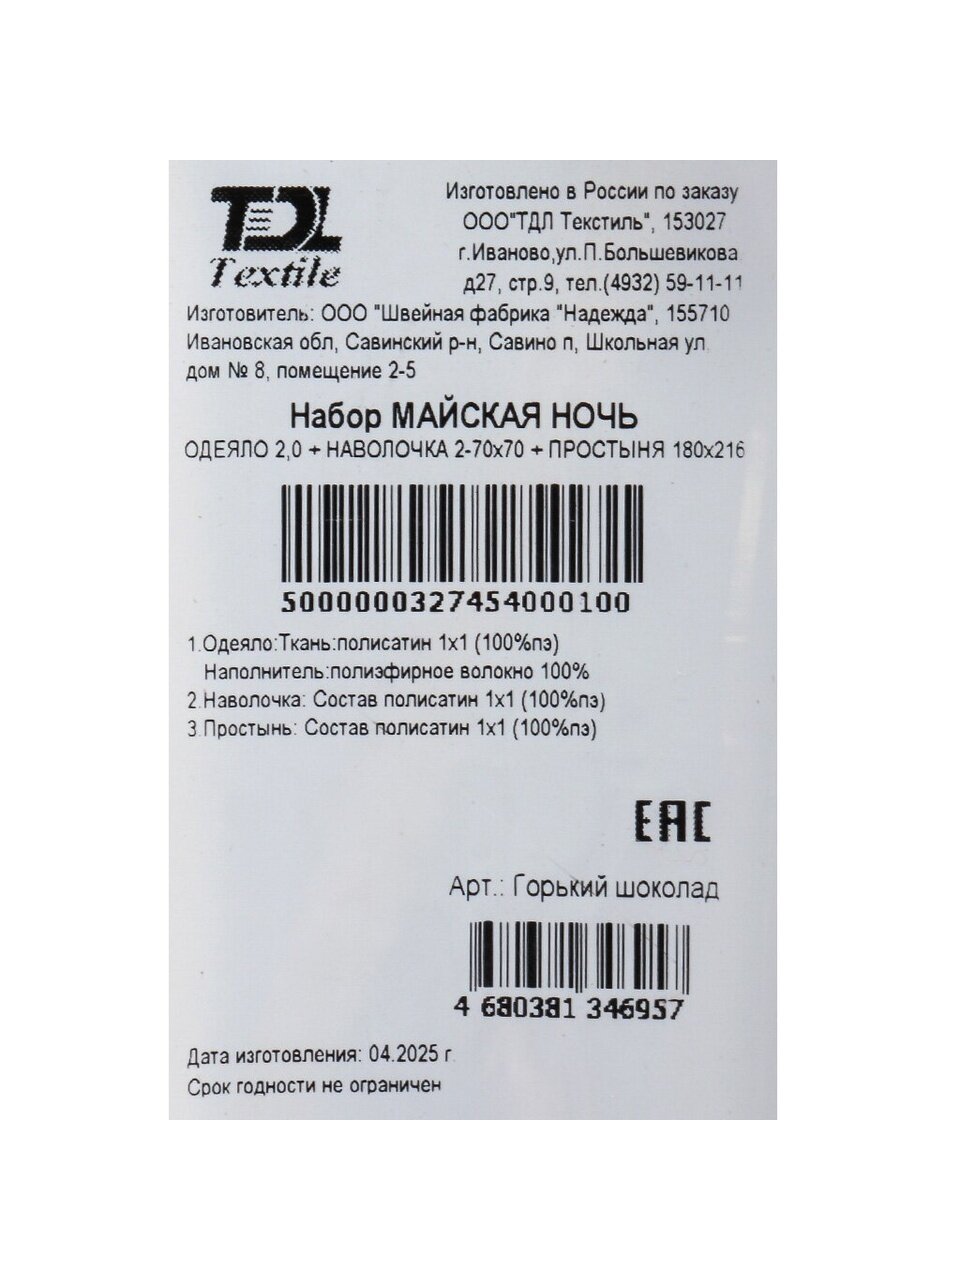 TDL
Textile
Изготовлено в России по заказу
ООО"ТДЛ Текстиль", 153027
г.Иваново,ул.П.Большевикова
д27, стр.9, тел.(4932) 59-11-11
Изготовитель: ООО "Швейная фабрика "Надежда", 155710
Ивановская обл, Савинский р-н, Савино п, Школьная ул
дом № 8, помещение 2-5
Набор МАЙСКАЯ НОЧЬ
ОДЕЯЛО 2,0 + НАВОЛОЧКА 2-70х70 + ПРОСТЫНЯ 180х216
5000000327454000100
1.Одеяло:Ткань:полисатин 1х1 (100%пэ)
Наполнитель:полиэфирное волокно 100%
2.Наволочка: Состав полисатин 1х1 (100%пэ)
3.Простынь: Состав полисатин 1х1 (100%пэ)
EAC
Арт.: Горький шоколад
4 680381 346957
Дата изготовления: 04.2025 г
Срок годности не ограничен